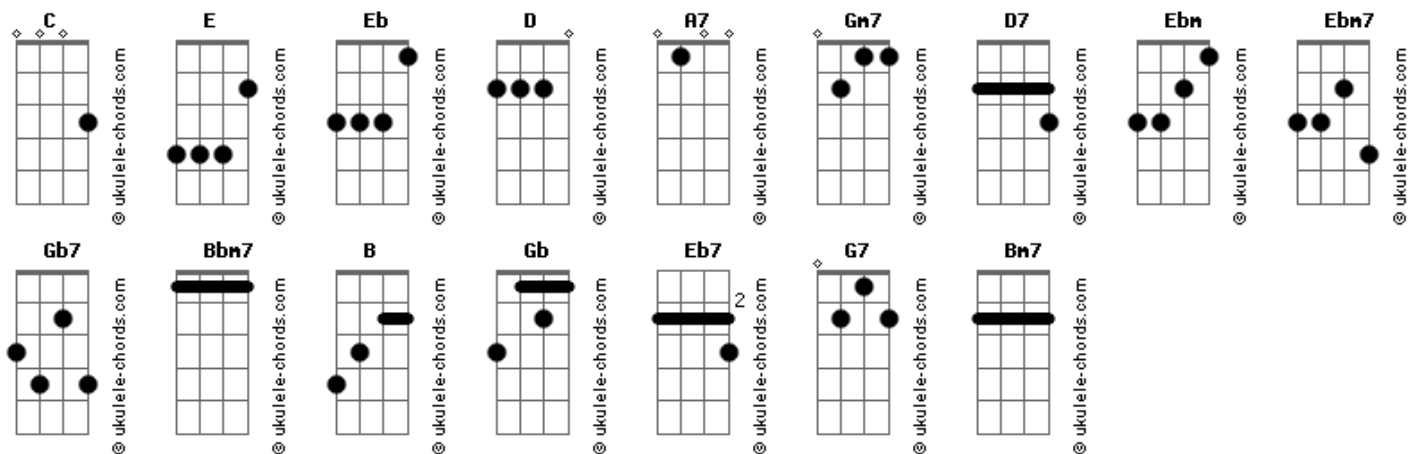 C E Eb D A7 Gm7 D7 Ebm Ebm7
© ukulele-chords.com © ukulele-chords.com © ukulele-chords.com © ukulele-chords.com © ukulele-chords.com © ukulele-chords.com © ukulele-chords.com © ukulele-chords.com © ukulele-chords.com
Gb7 Bbm7 B Gb Eb7 G7 Bm7
2
© ukulele-chords.com © ukulele-chords.com © ukulele-chords.com © ukulele-chords.com © ukulele-chords.com © ukulele-chords.com © ukulele-chords.com